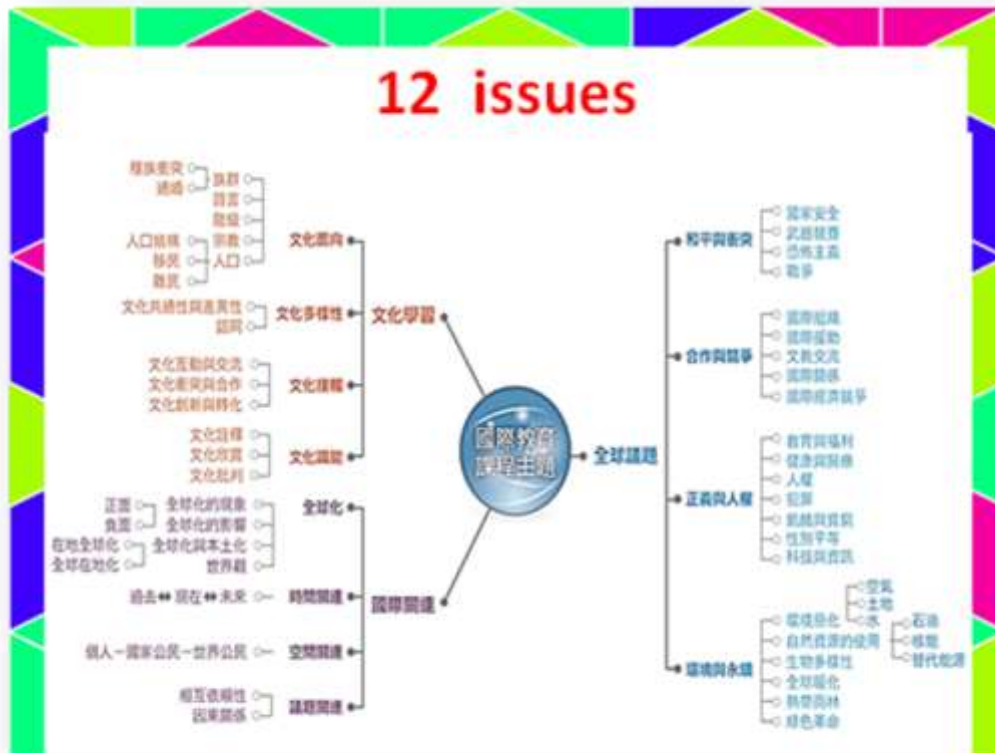 12 issues
國際教育
課程主題
文化學習
文化面向
族群
種族衝突
通婚
語言
階級
宗教
人口
人口結構
移民
難民
文化多樣性
文化共通性與差異性
認同
文化接觸
文化互動與交流
文化衝突與合作
文化創新與轉化
文化識能
文化詮釋
文化欣賞
文化批判
國際關連
全球化
全球化的現象
全球化的影響
正面
負面
全球化與本土化
在地全球化
全球在地化
世界觀
時間關連
過去⬌現在⬌未來
空間關連
個人－國家公民－世界公民
議題關連
相互依賴性
因果關係
全球議題
和平與衝突
國家安全
武器競賽
恐怖主義
戰爭
合作與競爭
國際組織
國際援助
文教交流
國際關係
國際經濟競爭
正義與人權
教育與福利
健康與醫療
人權
犯罪
飢餓與貧窮
性別平等
科技與資訊
環境與永續
環境惡化
空氣
土地
水
自然資源的使用
石油
核能
替代能源
生物多樣性
全球暖化
熱帶雨林
綠色革命